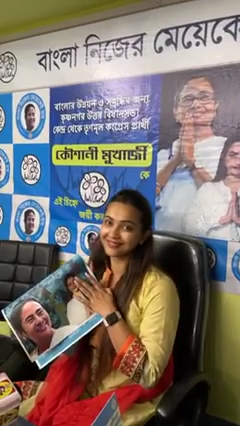 বাংলা নিজের মেয়েকে
বাংলার উন্নয়ন ও সমৃদ্ধির জন্য
কৃষ্ণনগর উত্তর বিধানসভা
কেন্দ্র থেকে তৃণমূল কংগ্রেস প্রার্থী
কৌশানী মুখার্জী কে
এই চিহ্নে
জয়ী করুন